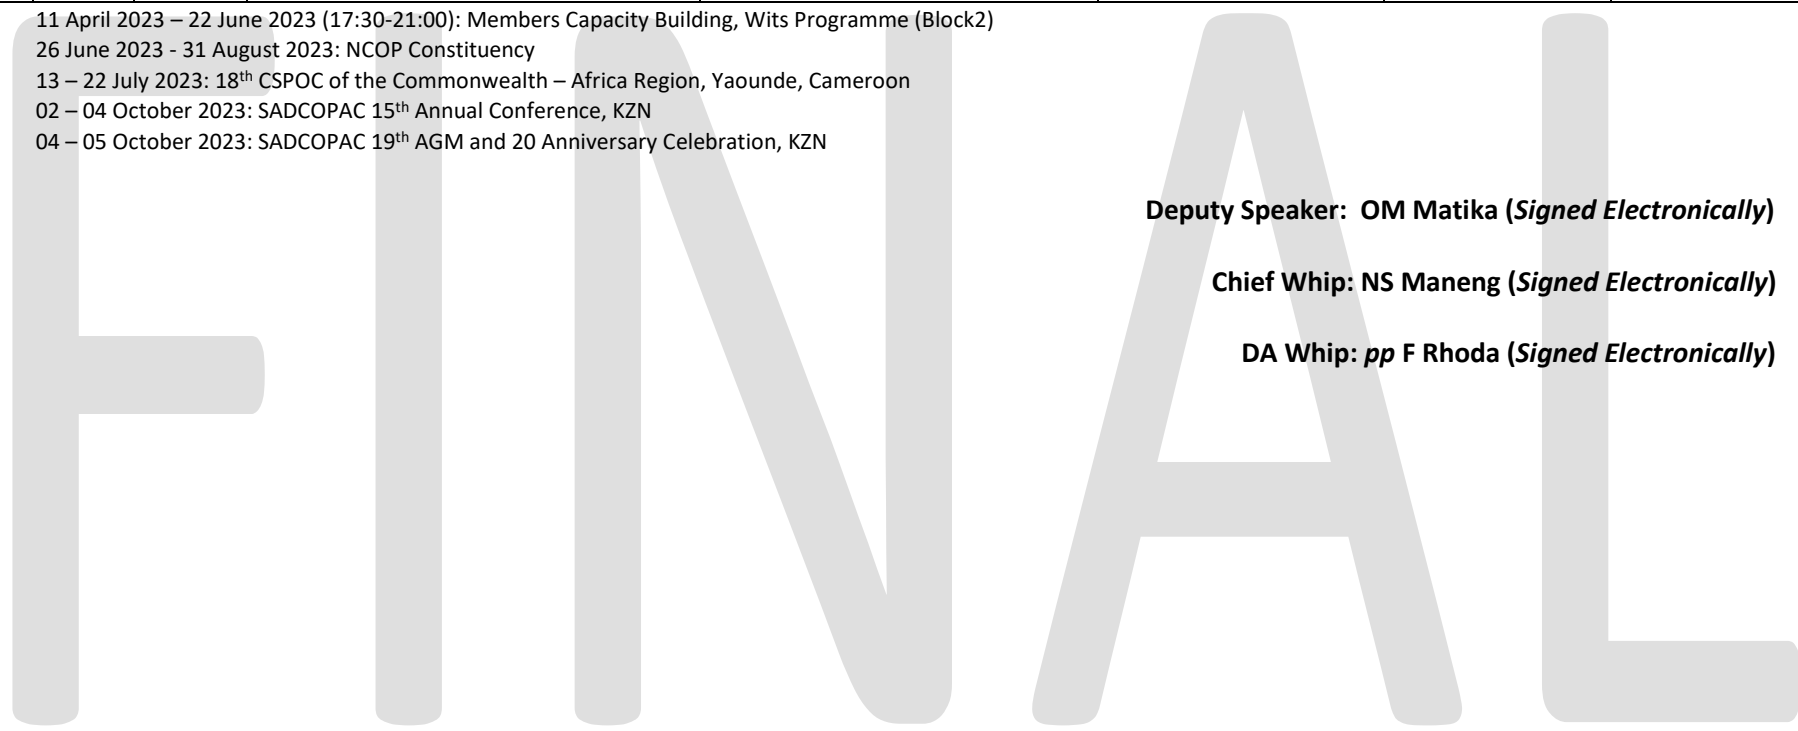 11 April 2023 – 22 June 2023 (17:30-21:00): Members Capacity Building, Wits Programme (Block2)
26 June 2023 - 31 August 2023: NCOP Constituency
13 – 22 July 2023: 18th CSPOC of the Commonwealth – Africa Region, Yaounde, Cameroon
02 – 04 October 2023: SADCOPAC 15th Annual Conference, KZN
04 – 05 October 2023: SADCOPAC 19th AGM and 20 Anniversary Celebration, KZN
Deputy Speaker: OM Matika (Signed Electronically)
Chief Whip: NS Maneng (Signed Electronically)
DA Whip: pp F Rhoda (Signed Electronically)
FINAL